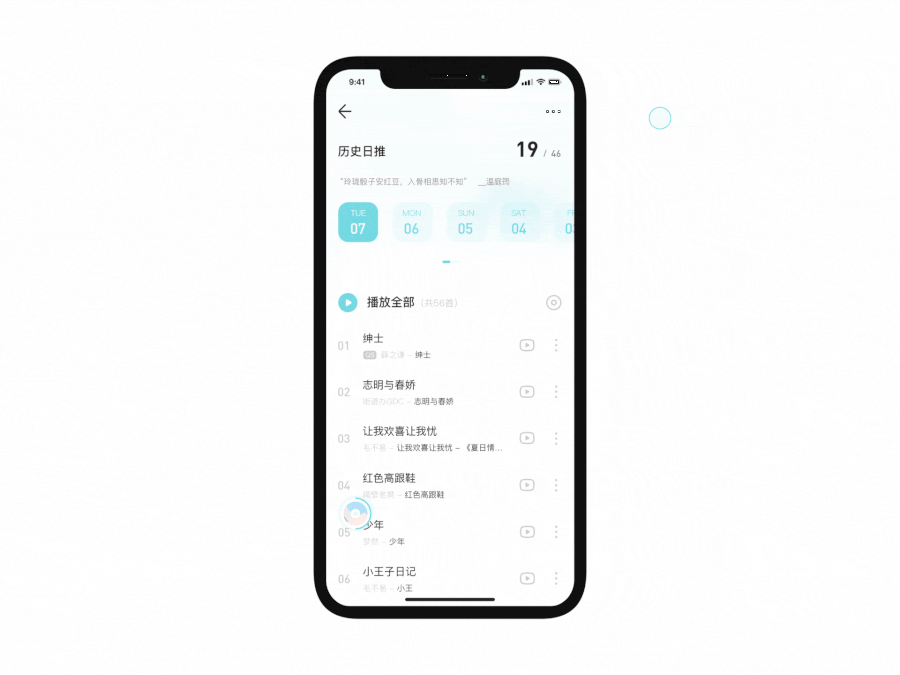 9:41
历史日推
19 / 46
“玲珑骰子安红豆，入骨相思知不知” __温庭筠
TUE MON SUN SAT
07 06 05 04
播放全部 (共56首)
01 绅士
SQ 薛之谦 - 绅士
02 志明与春娇
街道办GDC - 志明与春娇
03 让我欢喜让我忧
毛不易 - 让我欢喜让我忧 - 《夏日情...
04 红色高跟鞋
- 红色高跟鞋
05 少年
梦然 - 少年
06 小王子日记
毛不易 - 小王